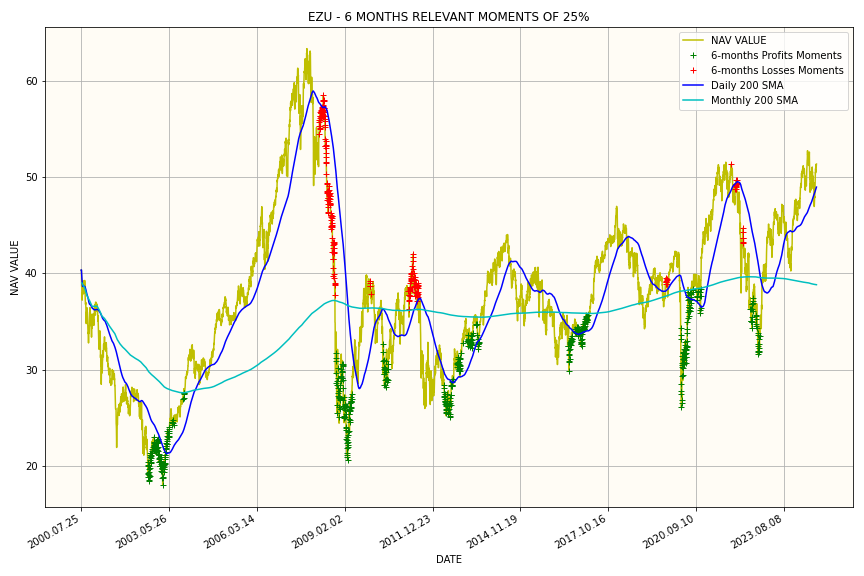 EZU - 6 MONTHS RELEVANT MOMENTS OF 25%
NAV VALUE
6-months Profits Moments
6-months Losses Moments
Daily 200 SMA
Monthly 200 SMA
NAV VALUE
60
50
40
30
20
2000.07.25
2003.05.26
2006.03.14
2009.02.02
2011.12.23
2014.11.19
2017.10.16
2020.09.10
2023.08.08
DATE